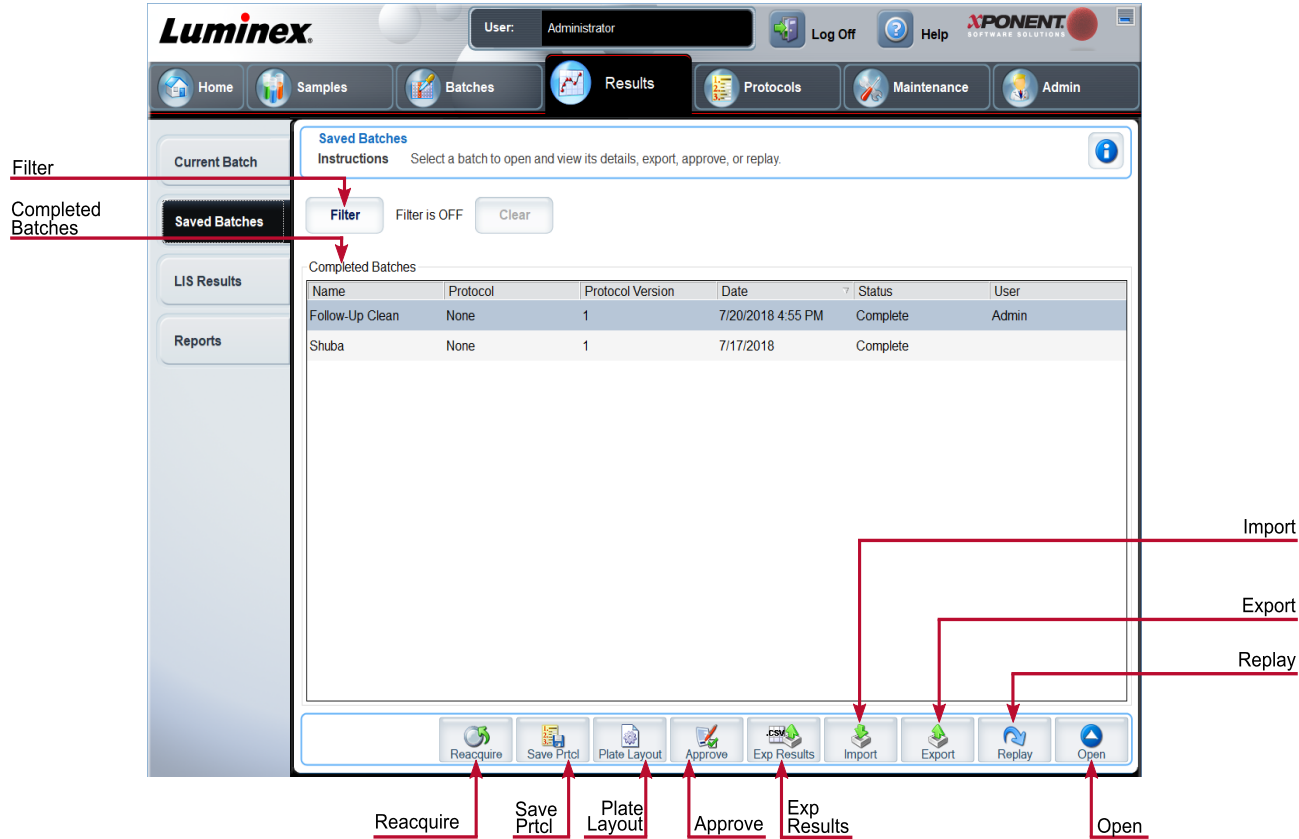 Luminex.
User: Administrator
Log Off
Help
XPONENT.
SOFTWARE SOLUTIONS
Home
Samples
Batches
Results
Protocols
Maintenance
Admin
Filter
Completed
Batches
Current Batch
Saved Batches
LIS Results
Reports
Saved Batches
Instructions Select a batch to open and view its details, export, approve, or replay.
Filter Filter is OFF Clear
Completed Batches
Name Protocol Protocol Version Date Status User
Follow-Up Clean None 1 7/20/2018 4:55 PM Complete Admin
Shuba None 1 7/17/2018 Complete
Import
Export
Replay
1.
2.
3.
.CSV
Reacquire Save Prtcl Plate Layout Approve Exp Results Import Export Replay Open
Reacquire
Save
Prtcl
Plate
Layout
Approve
Exp
Results
Open